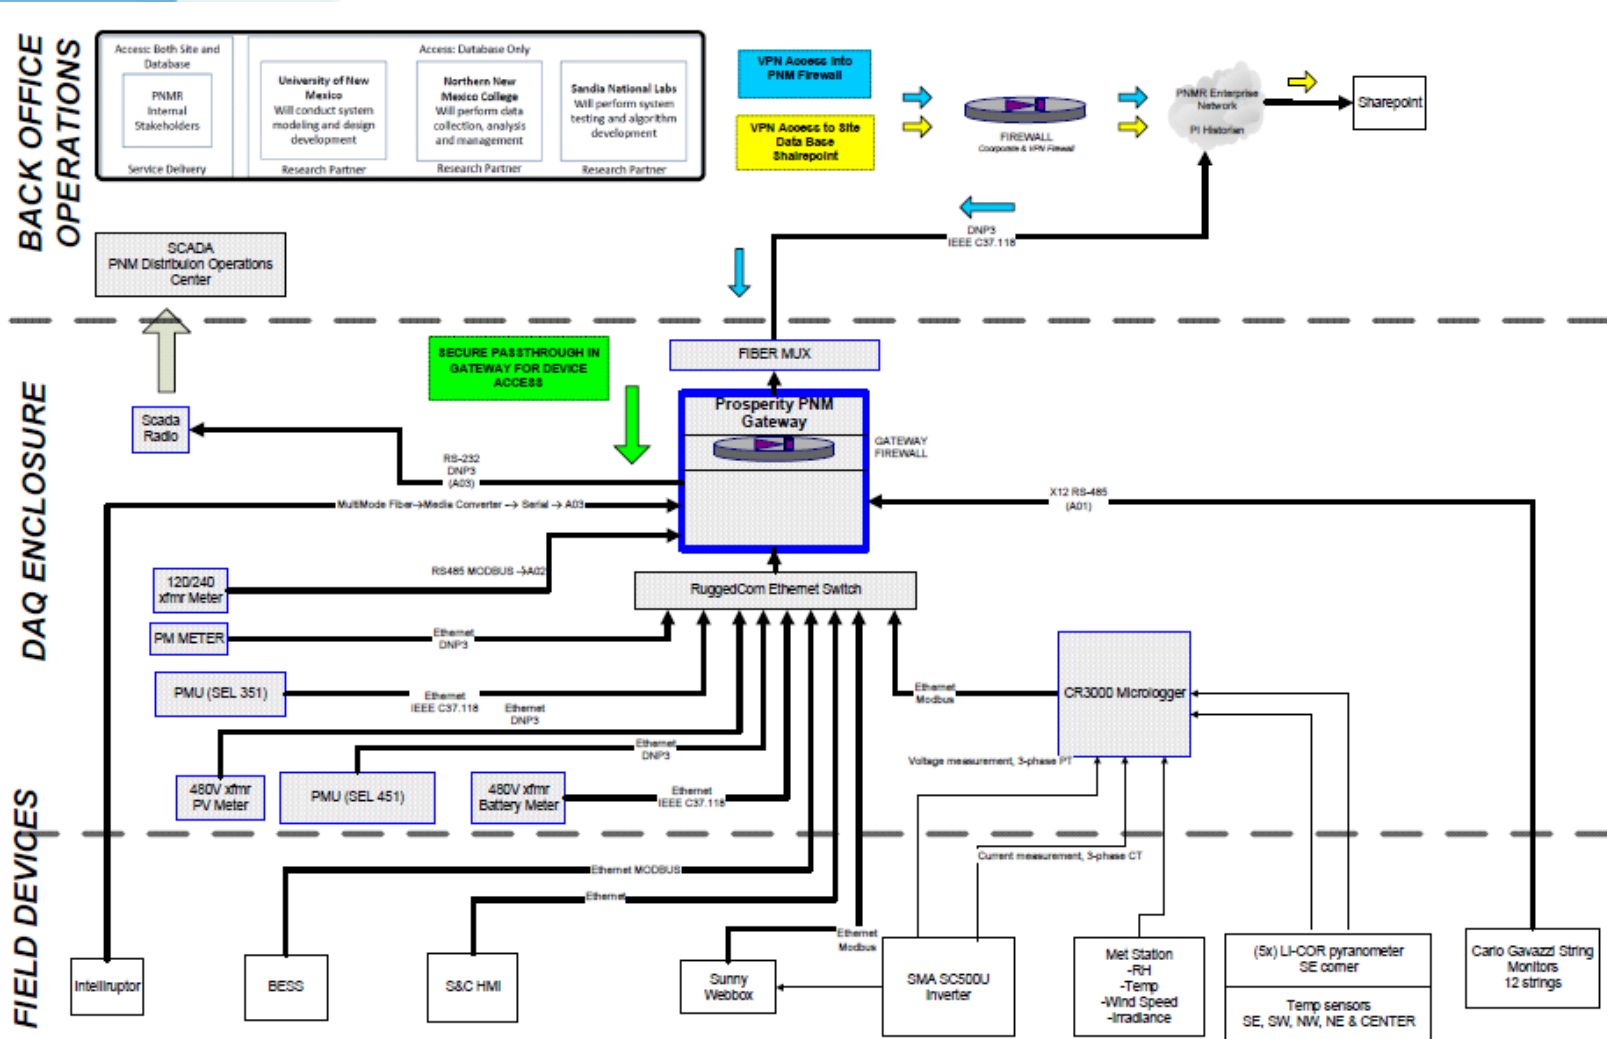 BACK OFFICE
OPERATIONS
Access: Both Site and
Database
PNMR
Internal
Stakeholders
Service Delivery
Access: Database Only
University of New
Mexico
Will conduct system
modeling and design
development
Research Partner
Northern New
Mexico College
Will perform data
collection, analysis
and management
Research Partner
Sandia National Labs
Will perform system
testing and algorithm
development
Research Partner
VPN Access Into
PNM Firewall
VPN Access to Site
Data Base
Shairepoint
FIREWALL
Coorporate & VPN Firewall
PNMR Enterprise
Network
PI Historian
Sharepoint
DNP3
IEEE C37.118
SCADA
PNM Distribuion Operations
Center
DAQ ENCLOSURE
SECURE PASSTHROUGH IN
GATEWAY FOR DEVICE
ACCESS
FIBER MUX
Prosperity PNM
Gateway
GATEWAY
FIREWALL
Scada
Radio
RS-232
DNP3
(A03)
MultiMode Fiber→Media Converter → Serial → A03
X12 RS-485
(A01)
RS485 MODBUS →A02
120/240
xfmr Meter
RuggedCom Ethernet Switch
PM METER
Ethernet
DNP3
PMU (SEL 351)
Ethernet
IEEE C37.118
Ethernet
DNP3
Ethernet
Modbus
CR3000 Micrologger
Ethernet
DNP3
480V xfmr
PV Meter
PMU (SEL 451)
480V xfmr
Battery Meter
Ethernet
IEEE C37.118
Voltage measurement, 3-phase PT
FIELD DEVICES
Ethernet MODBUS
Current measurement, 3-phase CT
Ethernet
Ethernet
Modbus
Intelliruptor
BESS
S&C HMI
Sunny
Webbox
SMA SC500U
Inverter
Met Station
-RH
-Temp
-Wind Speed
-Irradiance
(5x) LI-COR pyranometer
SE corner
Temp sensors
SE, SW, NW, NE & CENTER
Carlo Gavazzi String
Monitors
12 strings